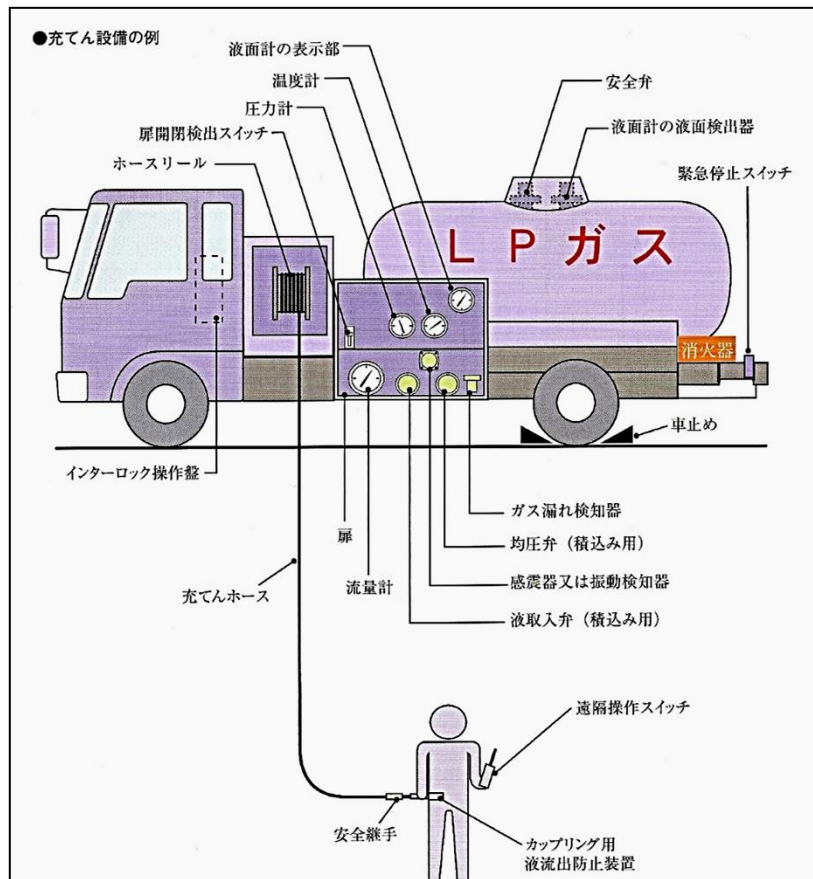 ●充てん設備の例
液面計の表示部
温度計
圧力計
扉開閉検出スイッチ
ホースリール
安全弁
液面計の液面検出器
緊急停止スイッチ
LPガス
消火器
車止め
インターロック操作盤
扉
流量計
充てんホース
ガス漏れ検知器
均圧弁(積込み用)
感震器又は振動検知器
液取入弁(積込み用)
遠隔操作スイッチ
安全継手
カップリング用
液流出防止装置